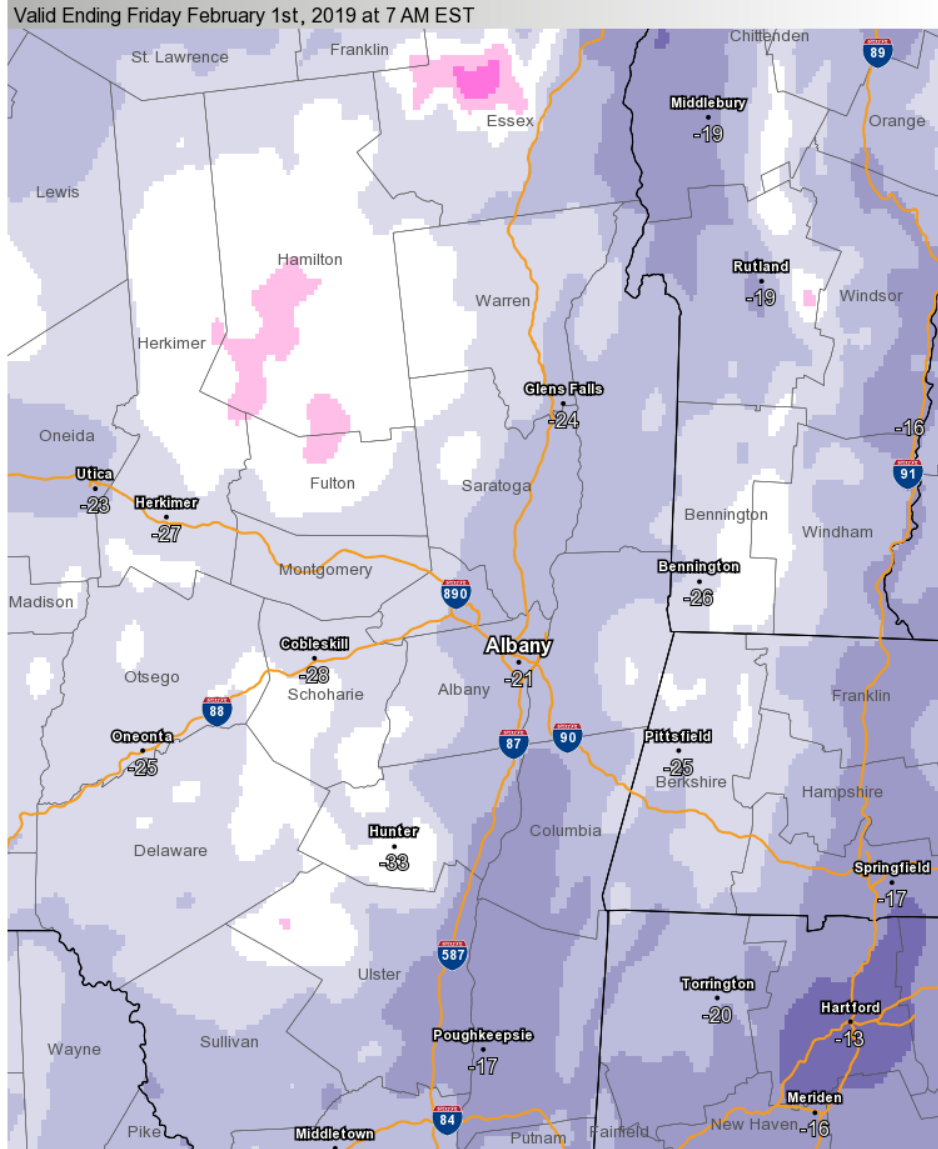 Valid Ending Friday February 1st, 2019 at 7 AM EST
Chittenden
Franklin
St. Lawrence
89
Middlebury
-19
Essex
Orange
Lewis
Hamilton
Rutland
-19
Windsor
Warren
Herkimer
Glens Falls
-24
-16
Oneida
Utica
-23
Herkimer
-27
Fulton
Saratoga
91
Bennington
Windham
Montgomery
Bennington
-26
890
Madison
Cobleskill
-28
Albany
-21
Otsego
Schoharie
Albany
Franklin
88
Oneonta
-25
87
90
Pittsfield
-25
Berkshire
Hampshire
Hunter
-33
Columbia
Delaware
Springfield
-17
587
Ulster
Torrington
-20
Hartford
-13
Wayne
Sullivan
Poughkeepsie
-17
Meriden
-16
84
Pike
Middletown
Putnam
Fairfield
New Haven